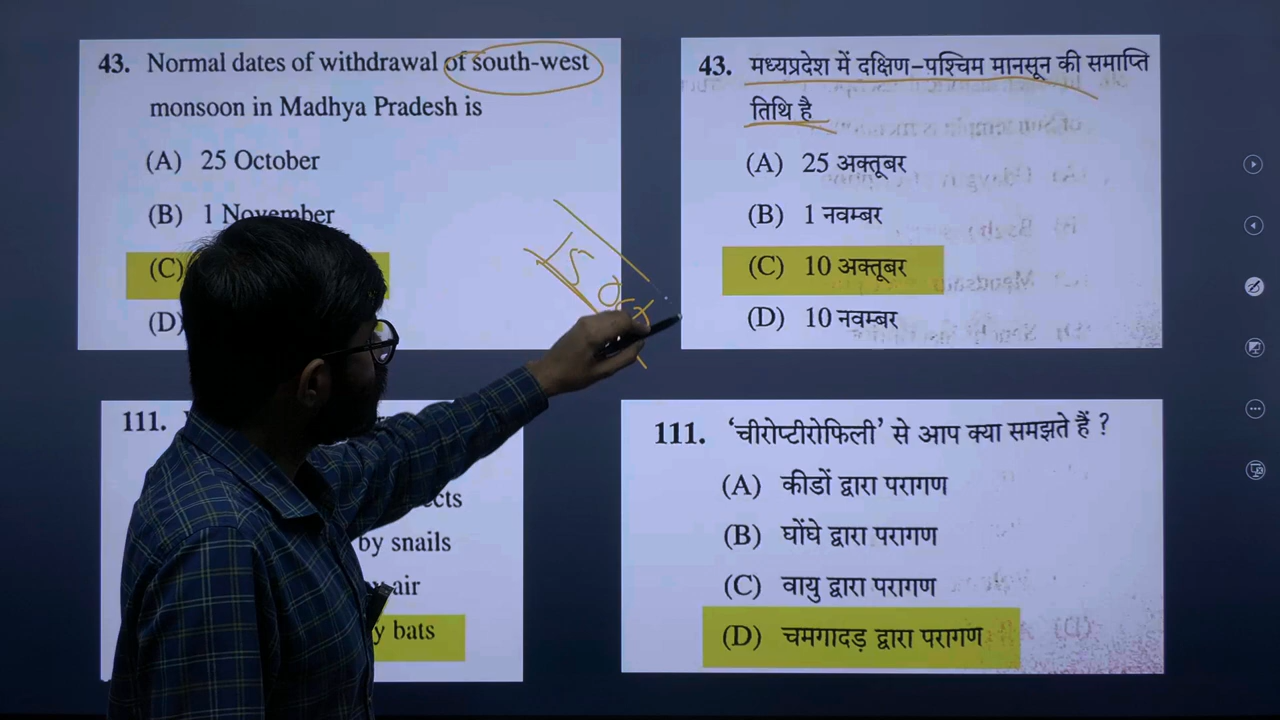 43. Normal dates of withdrawal of south-west
monsoon in Madhya Pradesh is
(A) 25 October
(B) 1 November
(C)
(D)
43. मध्यप्रदेश में दक्षिण-पश्चिम मानसून की समाप्ति
तिथि है
(A) 25 अक्तूबर
(B) 1 नवम्बर
(C) 10 अक्तूबर
(D) 10 नवम्बर
111.
by snails
air
bats
111. 'चीरोप्टीरोफिली' से आप क्या समझते हैं ?
(A) कीडों द्वारा परागण
(B) घोंघे द्वारा परागण
(C) वायु द्वारा परागण
(D) चमगादड़ द्वारा परागण